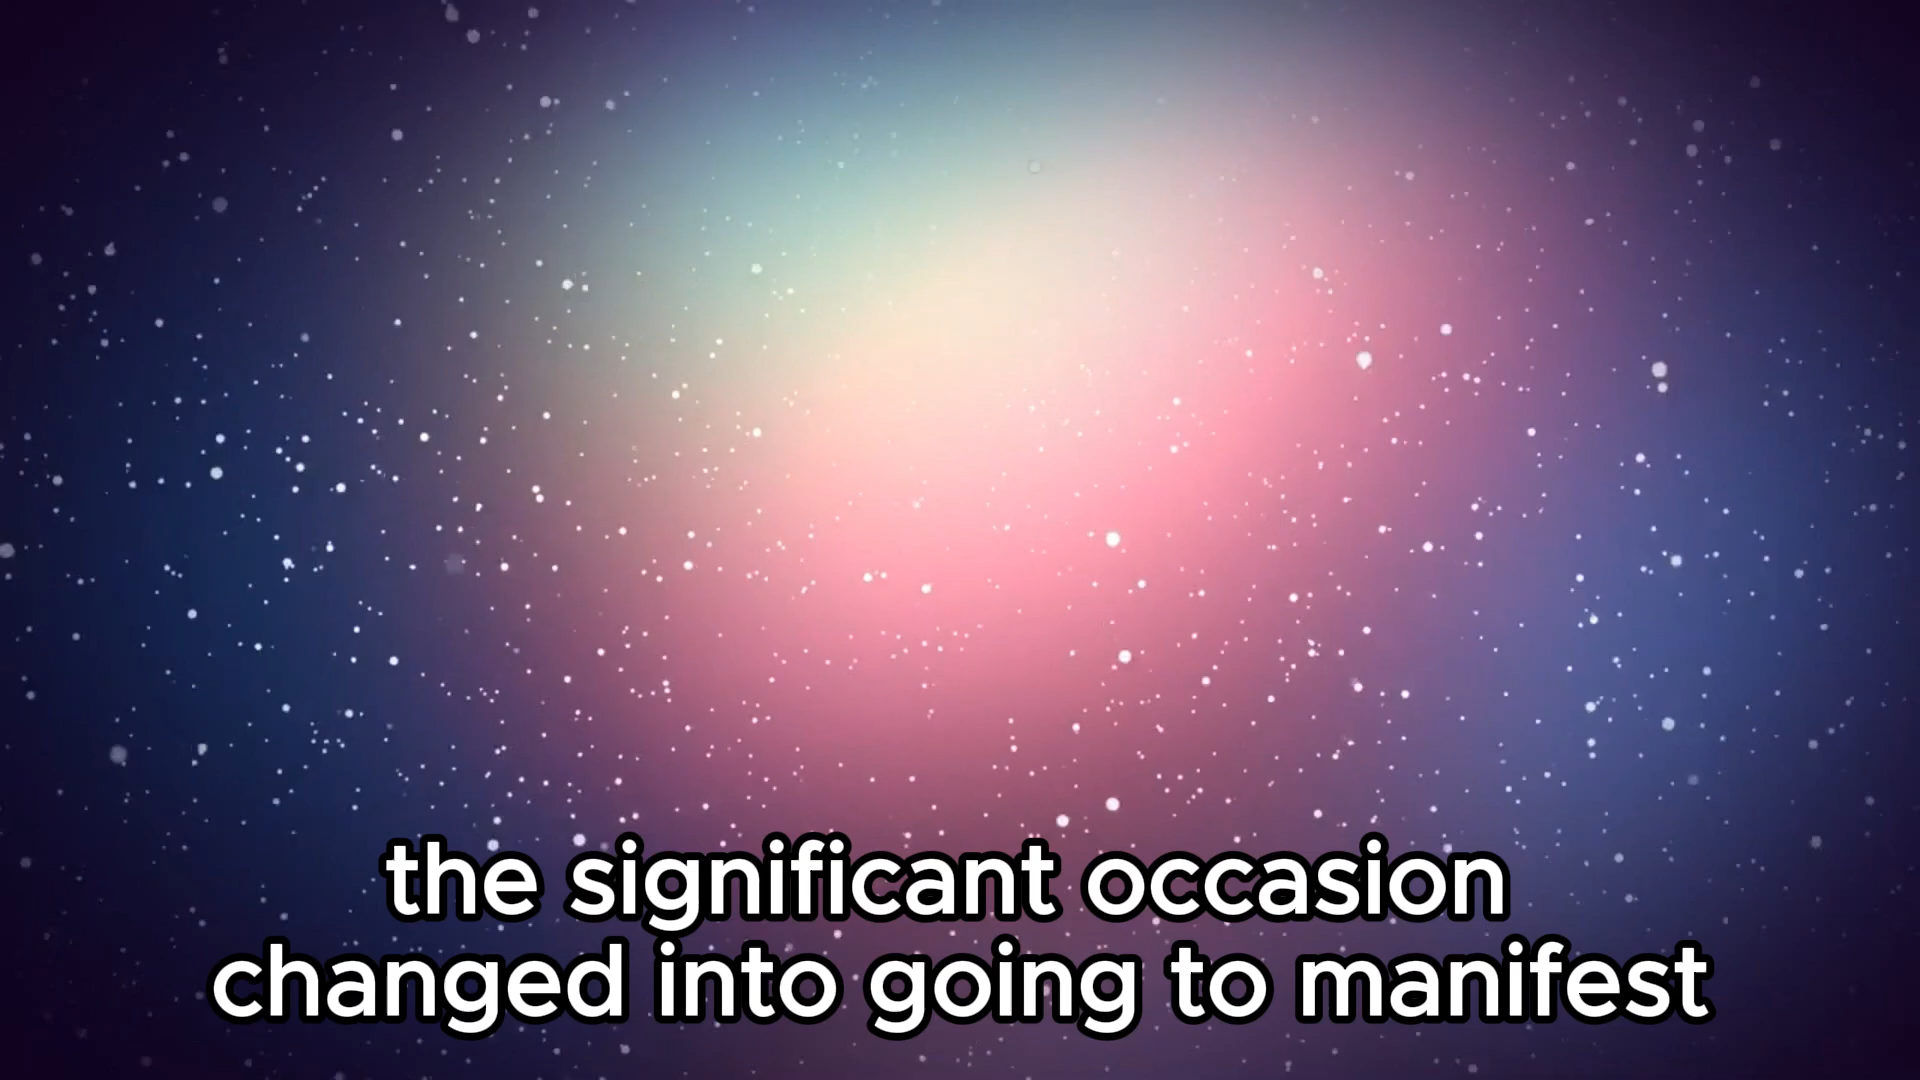 the significant occasion
changed into going to manifest